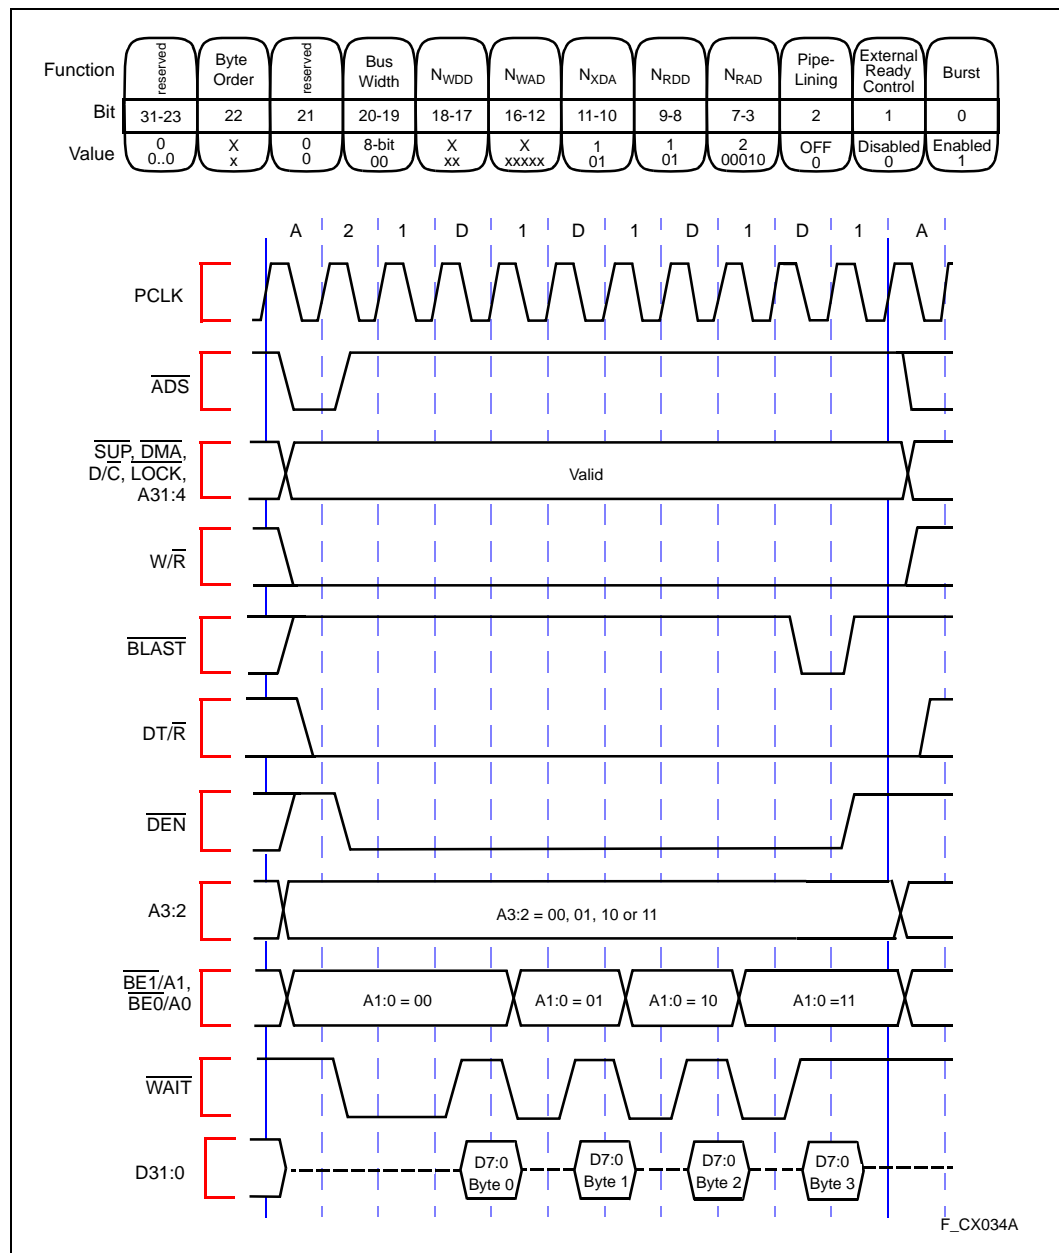 Function reserved Byte Order reserved Bus Width NWDD NWAD NXDA NRDD NRAD Pipe-Lining External Ready Control Burst
Bit 31-23 22 21 20-19 18-17 16-12 11-10 9-8 7-3 2 1 0
Value 0 X 0 8-bit X X 1 1 2 OFF Disabled Enabled
0..0 x 0 00 xx xxxxx 01 01 00010 0 0 1
A 2 1 D 1 D 1 D 1 D 1 A
PCLK
ADS
SUP, DMA,
D/C, LOCK,
A31:4
Valid
W/R
BLAST
DT/R
DEN
A3:2
A3:2 = 00, 01, 10 or 11
BE1/A1,
BE0/A0
A1:0 = 00 A1:0 = 01 A1:0 = 10 A1:0 =11
WAIT
D31:0
D7:0 D7:0 D7:0 D7:0
Byte 0 Byte 1 Byte 2 Byte 3
F_CX034A